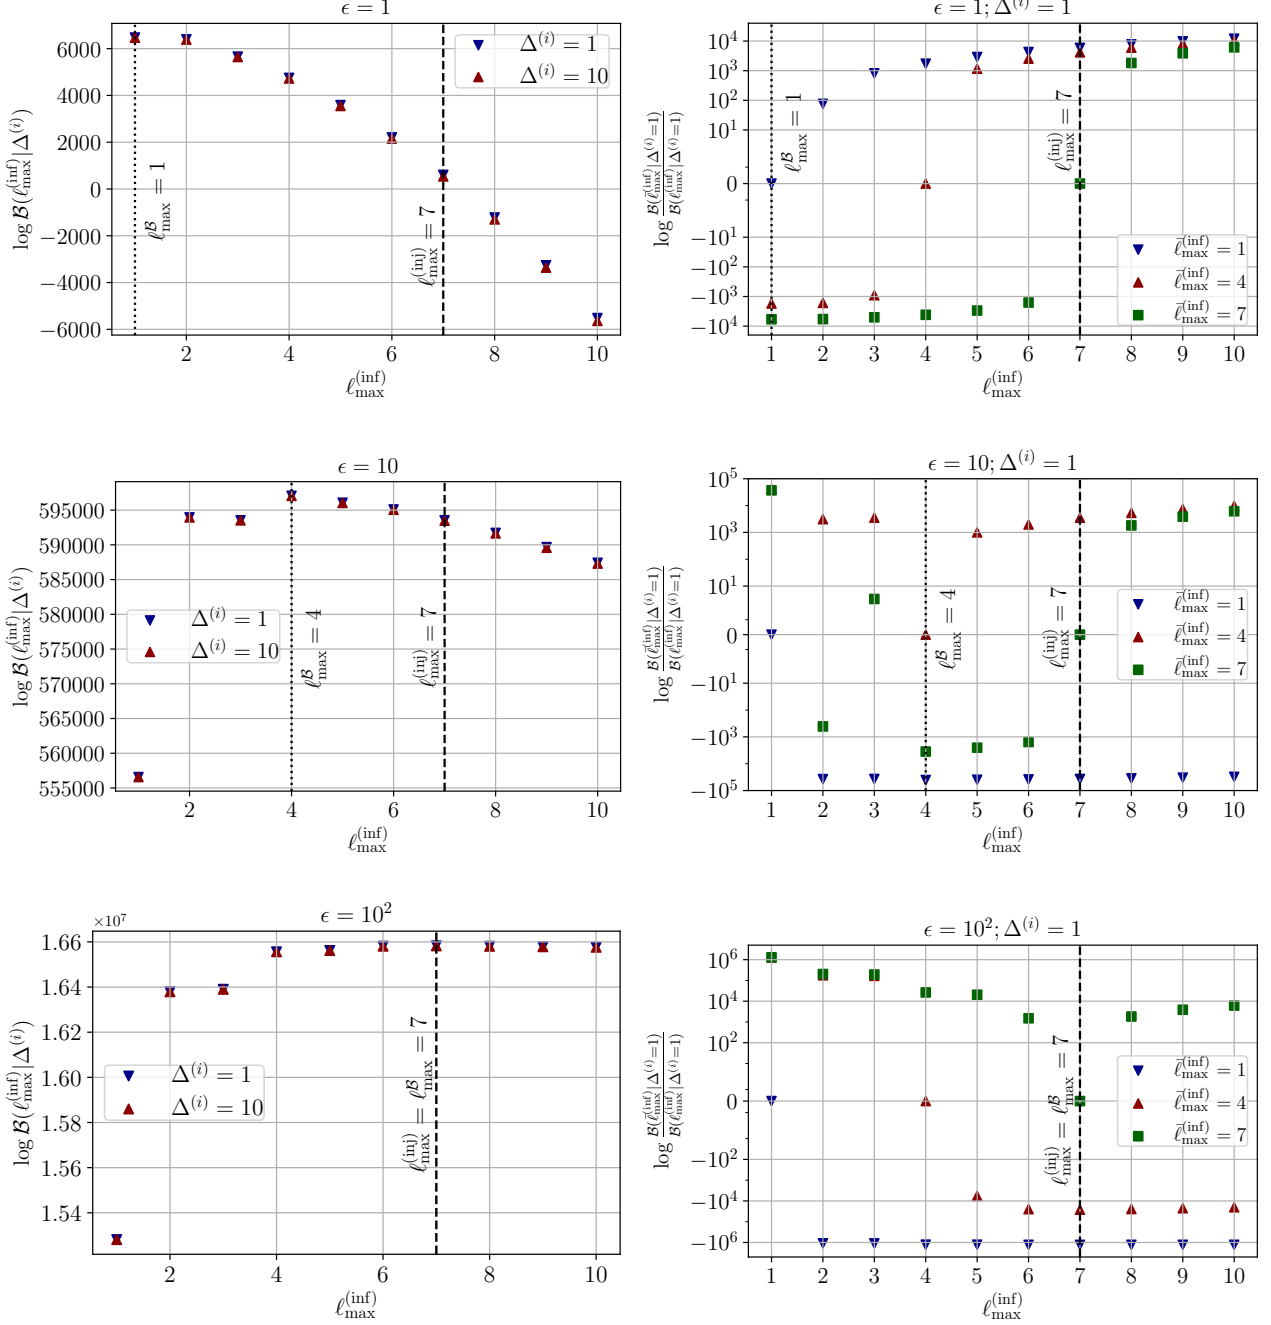 ϵ = 1
6000
4000
2000
0
−2000
−4000
−6000
log B(ℓ_max^(inf)|Δ^(i))
Δ^(i) = 1
Δ^(i) = 10
ℓ_max^B = 1
ℓ_max^(inj) = 7
2 4 6 8 10
ℓ_max^(inf)
ϵ = 1; Δ^(i) = 1
10^4
10^3
10^2
10^1
0
−10^1
−10^2
−10^3
−10^4
log B(ℓ̄_max^(inf)|Δ^(i)=1) / B(ℓ_max^(inf)|Δ^(i)=1)
ℓ_max^B = 1
ℓ_max^(inj) = 7
ℓ̄_max^(inf) = 1
ℓ̄_max^(inf) = 4
ℓ̄_max^(inf) = 7
1 2 3 4 5 6 7 8 9 10
ℓ_max^(inf)
ϵ = 10
595000
590000
585000
580000
575000
570000
565000
560000
555000
log B(ℓ_max^(inf)|Δ^(i))
Δ^(i) = 1
Δ^(i) = 10
ℓ_max^B = 4
ℓ_max^(inj) = 7
2 4 6 8 10
ℓ_max^(inf)
ϵ = 10; Δ^(i) = 1
10^5
10^3
10^1
0
−10^1
−10^3
−10^5
log B(ℓ̄_max^(inf)|Δ^(i)=1) / B(ℓ_max^(inf)|Δ^(i)=1)
ℓ_max^B = 4
ℓ_max^(inj) = 7
ℓ̄_max^(inf) = 1
ℓ̄_max^(inf) = 4
ℓ̄_max^(inf) = 7
1 2 3 4 5 6 7 8 9 10
ℓ_max^(inf)
×10^7
ϵ = 10^2
1.66
1.64
1.62
1.60
1.58
1.56
1.54
log B(ℓ_max^(inf)|Δ^(i))
Δ^(i) = 1
Δ^(i) = 10
ℓ_max^(inj) = ℓ_max^B = 7
2 4 6 8 10
ℓ_max^(inf)
ϵ = 10^2; Δ^(i) = 1
10^6
10^4
10^2
0
−10^2
−10^4
−10^6
log B(ℓ̄_max^(inf)|Δ^(i)=1) / B(ℓ_max^(inf)|Δ^(i)=1)
ℓ_max^(inj) = ℓ_max^B = 7
ℓ̄_max^(inf) = 1
ℓ̄_max^(inf) = 4
ℓ̄_max^(inf) = 7
1 2 3 4 5 6 7 8 9 10
ℓ_max^(inf)